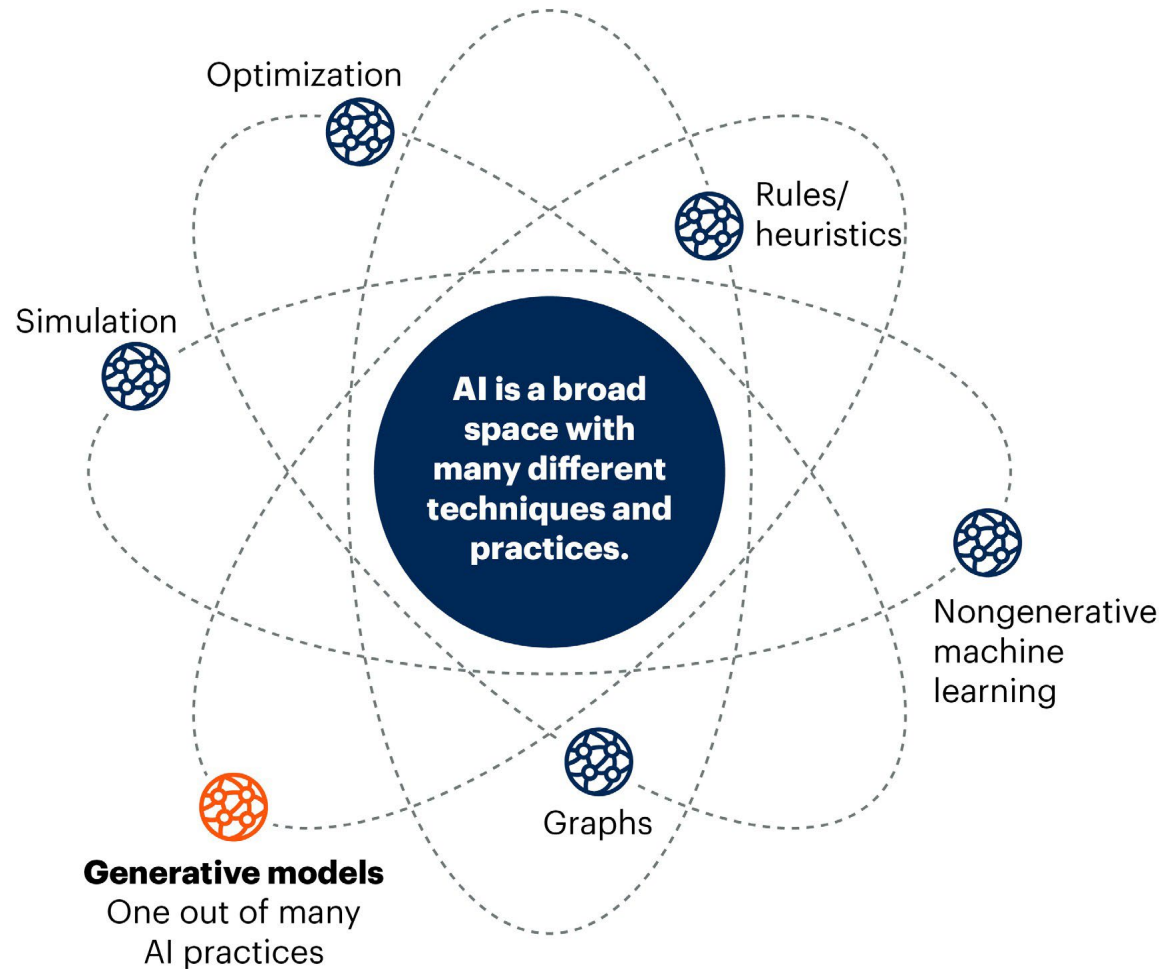 Optimization
Rules/
heuristics
Simulation
AI is a broad
space with
many different
techniques and
practices.
Nongenerative
machine
learning
Graphs
Generative models
One out of many
AI practices